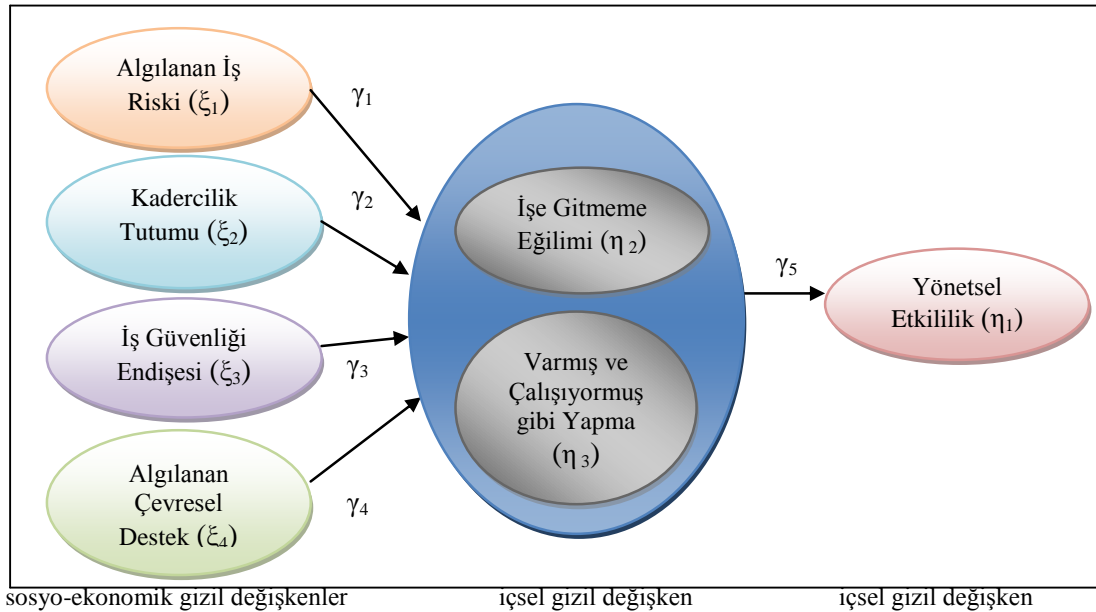 Algılanan İş
Riski (ξ1)
γ1
Kadercilik
Tutumu (ξ2)
γ2
İş Güvenliği
Endişesi (ξ3)
γ3
Algılanan
Çevresel
Destek (ξ4)
γ4
İşe Gitmeme
Eğilimi (η 2)
Varmış ve
Çalışıyormuş
gibi Yapma
(η 3)
γ5
Yönetsel
Etkililik (η1)
sosyo-ekonomik gizil değişkenler
içsel gizil değişken
içsel gizil değişken